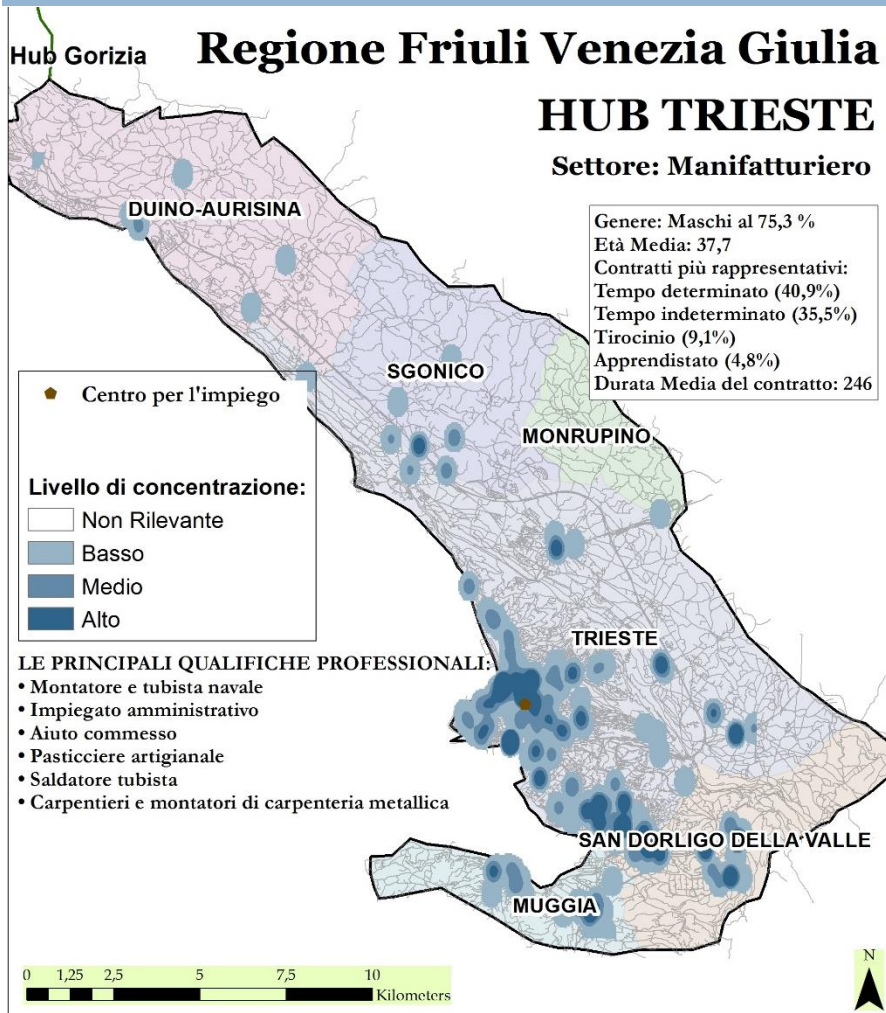 Hub Gorizia
Regione Friuli Venezia Giulia
HUB TRIESTE
Settore: Manifatturiero
Genere: Maschi al 75,3 %
Età Media: 37,7
Contratti più rappresentativi:
Tempo determinato (40,9%)
Tempo indeterminato (35,5%)
Tirocinio (9,1%)
Apprendistato (4,8%)
Durata Media del contratto: 246
DUINO-AURISINA
SGONICO
MONRUPINO
Centro per l'impiego
Livello di concentrazione:
Non Rilevante
Basso
Medio
Alto
TRIESTE
LE PRINCIPALI QUALIFICHE PROFESSIONALI:
• Montatore e tubista navale
• Impiegato amministrativo
• Aiuto commesso
• Pasticciere artigianale
• Saldatore tubista
• Carpentieri e montatori di carpenteria metallica
SAN DORLIGO DELLA VALLE
MUGGIA
0 1,25 2,5 5 7,5 10
Kilometers
N